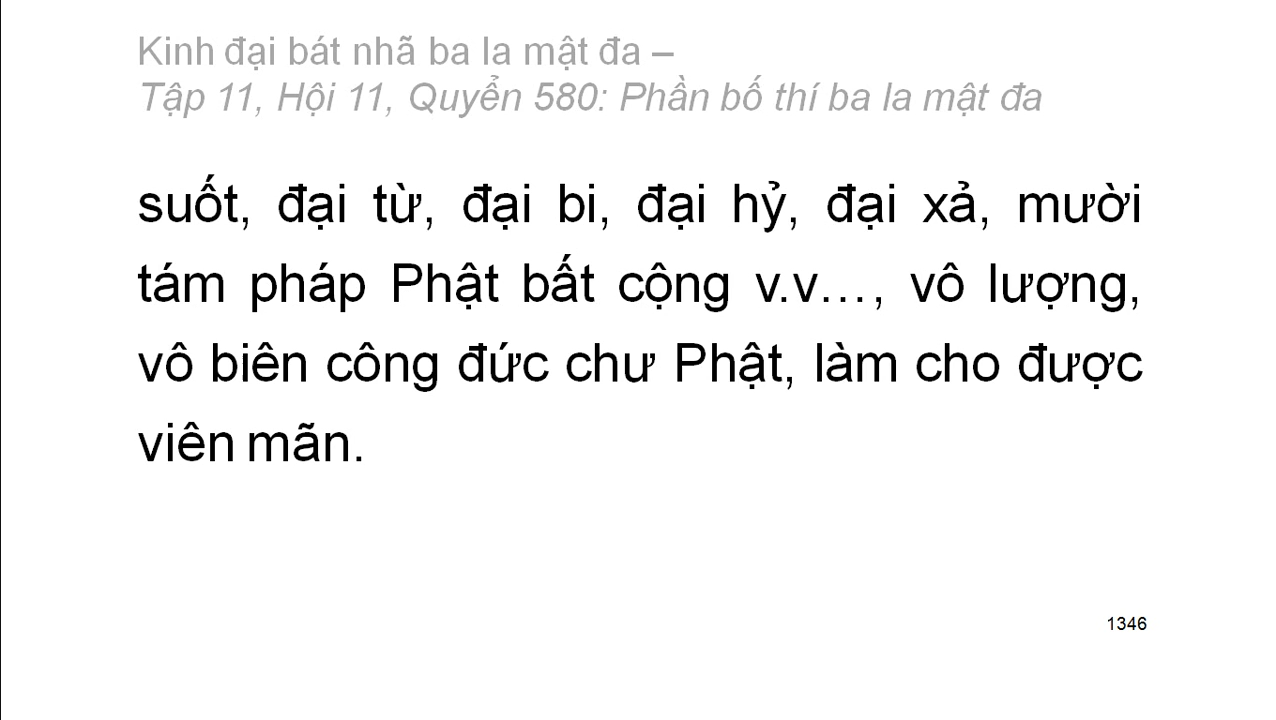 Kinh đại bát nhã ba la mật đa –
Tập 11, Hội 11, Quyển 580: Phần bố thí ba la mật đa
suốt, đại từ, đại bi, đại hỷ, đại xả, mười
tám pháp Phật bất cộng v.v…, vô lượng,
vô biên công đức chư Phật, làm cho được
viên mãn.
1346